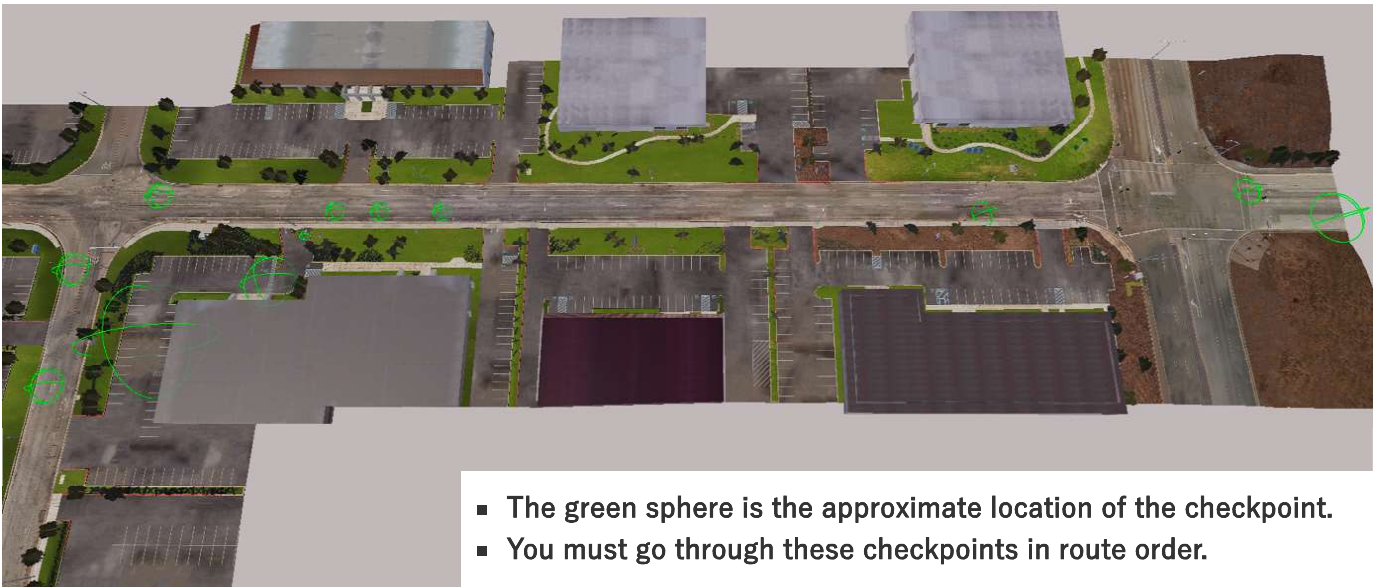 ▪ The green sphere is the approximate location of the checkpoint.
▪ You must go through these checkpoints in route order.